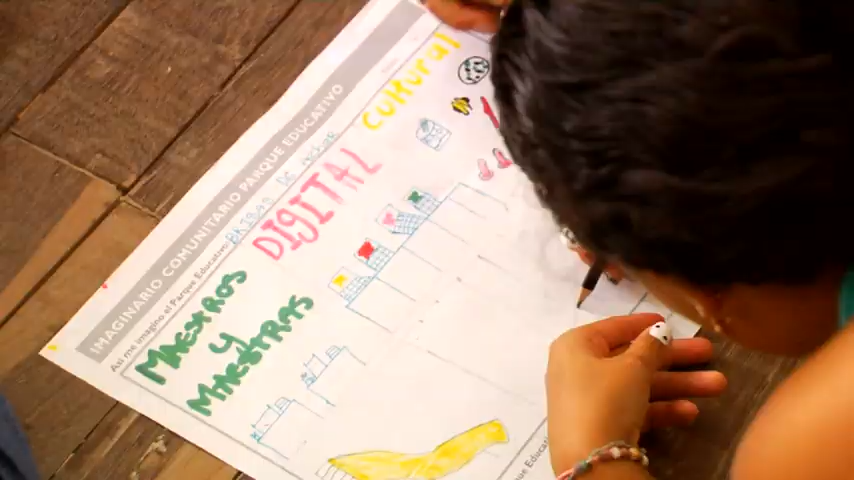 IMAGINARIO COMUNITARIO PARQUE EDUCATIVO
Así me imagino el Parque Educativo:
MAESTROS
Y
MAESTRAS
DIGITAL
Cultural